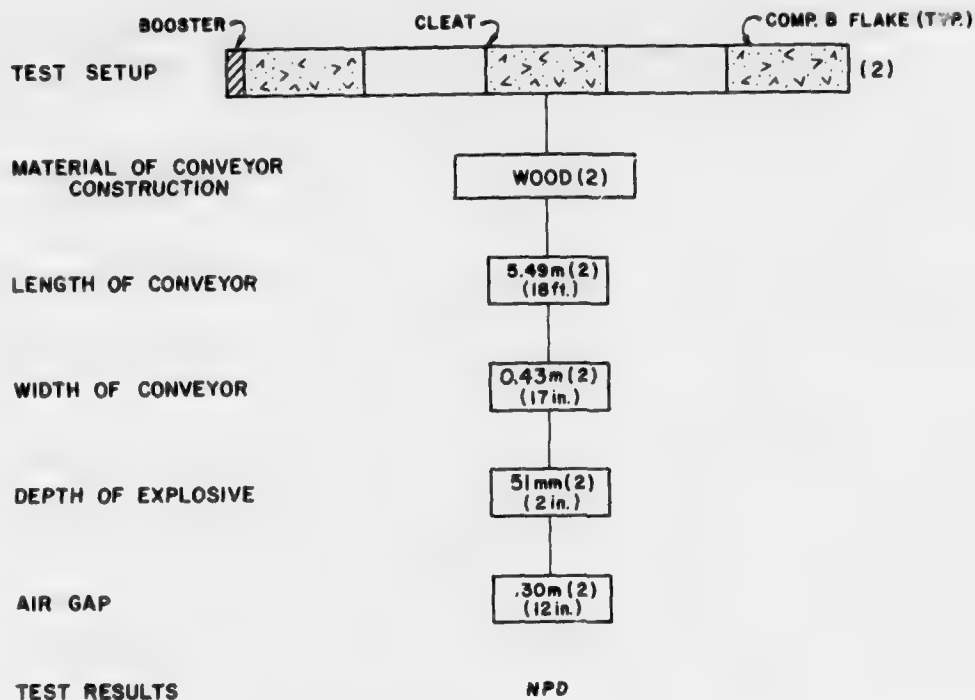 BOOSTER
CLEAT
COMP. B FLAKE (TYP.)
TEST SETUP
(2)
MATERIAL OF CONVEYOR
CONSTRUCTION
WOOD (2)
LENGTH OF CONVEYOR
5.49m (2)
(18ft.)
WIDTH OF CONVEYOR
0.43m (2)
(17in.)
DEPTH OF EXPLOSIVE
51mm (2)
(2in.)
AIR GAP
.30m (2)
(12in.)
TEST RESULTS
NPD